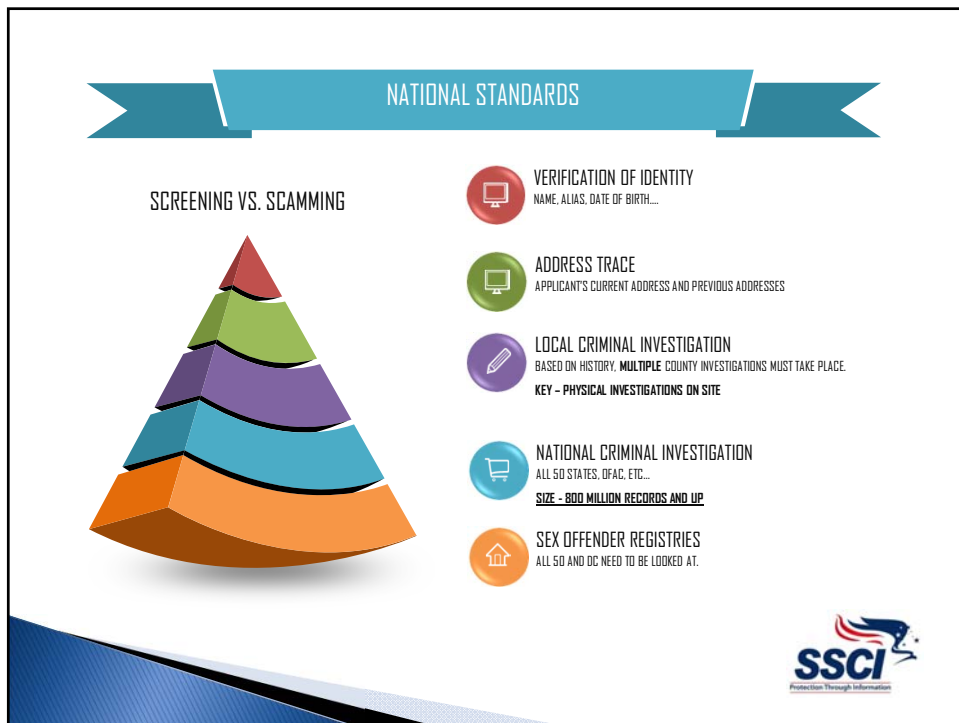 NATIONAL STANDARDS
SCREENING VS. SCAMMING
VERIFICATION OF IDENTITY
NAME, ALIAS, DATE OF BIRTH....
ADDRESS TRACE
APPLICANT'S CURRENT ADDRESS AND PREVIOUS ADDRESSES
LOCAL CRIMINAL INVESTIGATION
BASED ON HISTORY, MULTIPLE COUNTY INVESTIGATIONS MUST TAKE PLACE.
KEY – PHYSICAL INVESTIGATIONS ON SITE
NATIONAL CRIMINAL INVESTIGATION
ALL 50 STATES, OFAC, ETC...
SIZE - 800 MILLION RECORDS AND UP
SEX OFFENDER REGISTRIES
ALL 50 AND DC NEED TO BE LOOKED AT.
SSCI
Protection Through Information